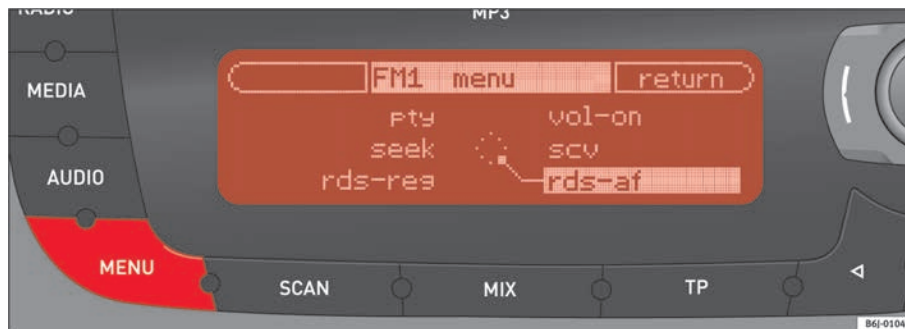 RADIO
MP3
MEDIA
FM1 menu return
pty vol-on
seek scv
rds-reg rds-af
AUDIO
MENU
SCAN MIX TP
B6J-0104